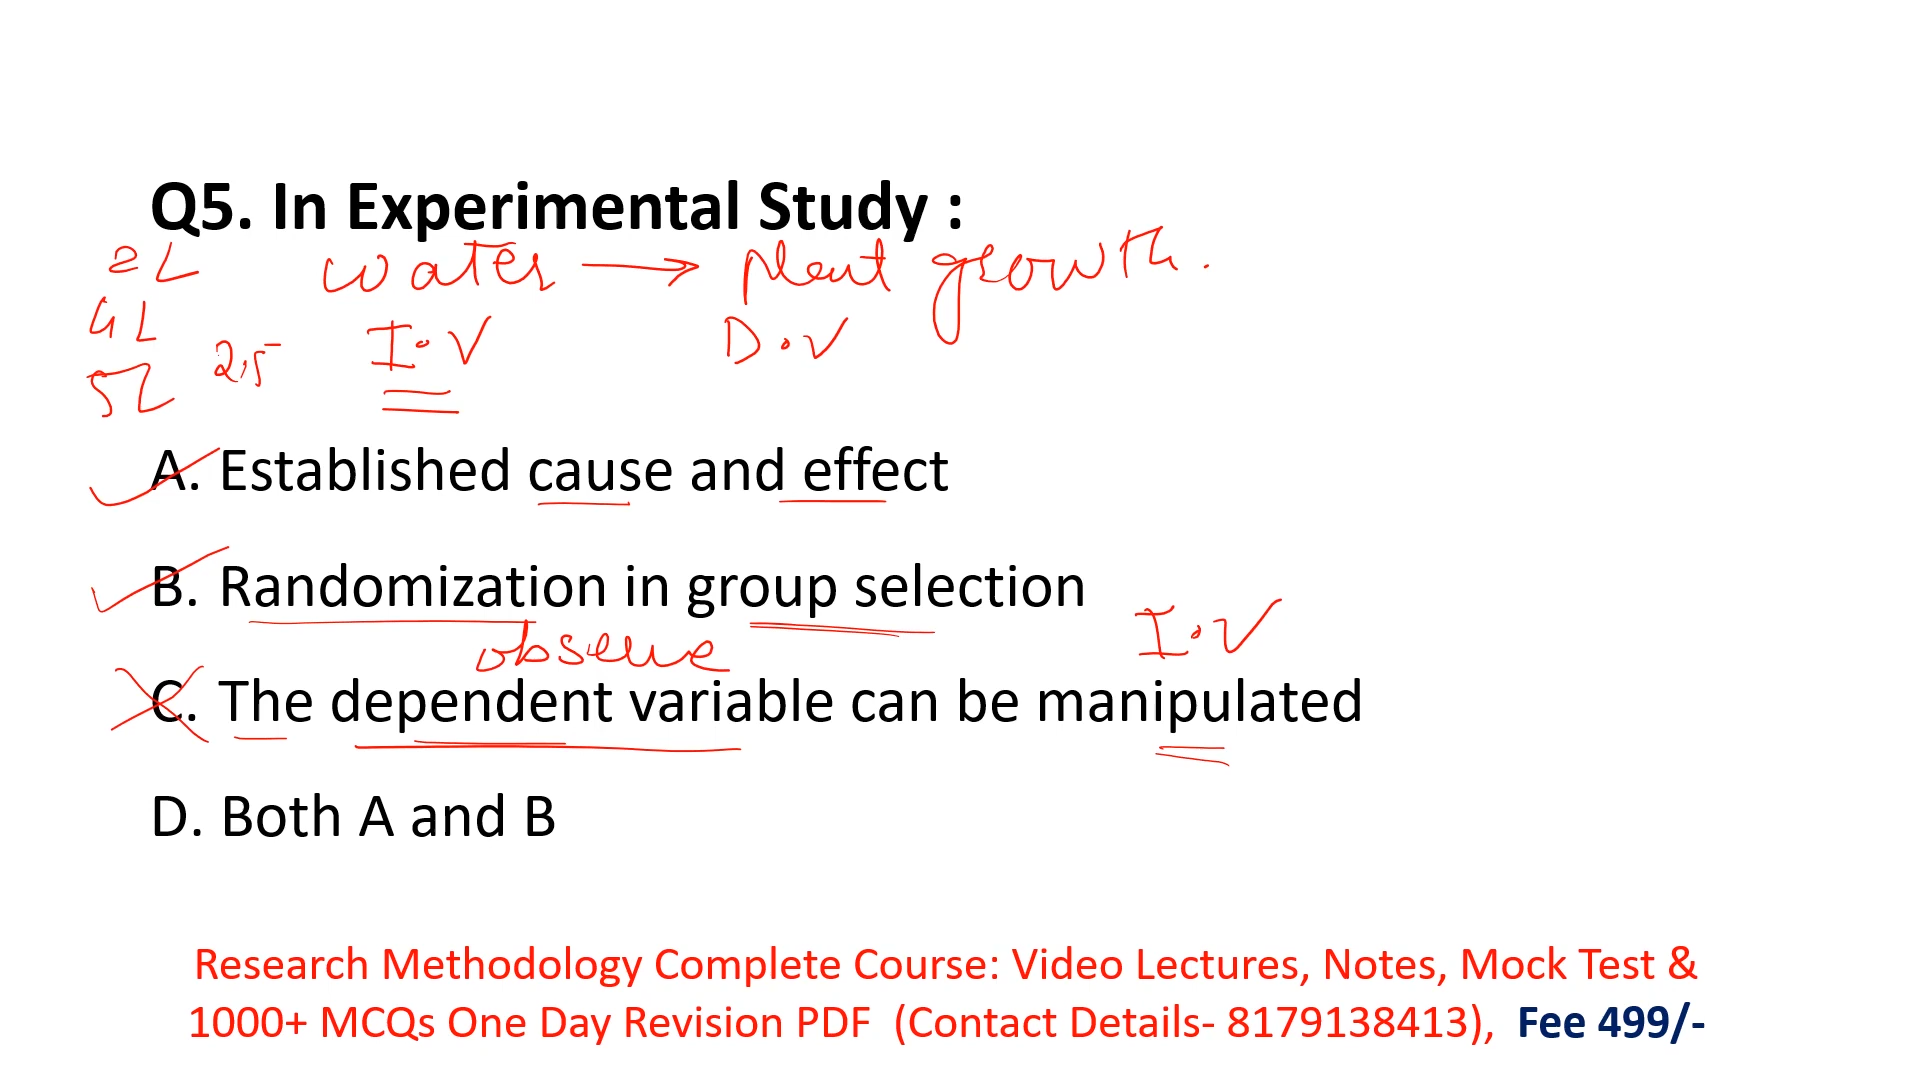 Q5. In Experimental Study :
2L water → plant growth.
4L
I.V D.V
5L 2.5
A. Established cause and effect
B. Randomization in group selection
observe I.V
C. The dependent variable can be manipulated
D. Both A and B
Research Methodology Complete Course: Video Lectures, Notes, Mock Test &
1000+ MCQs One Day Revision PDF (Contact Details- 8179138413), Fee 499/-